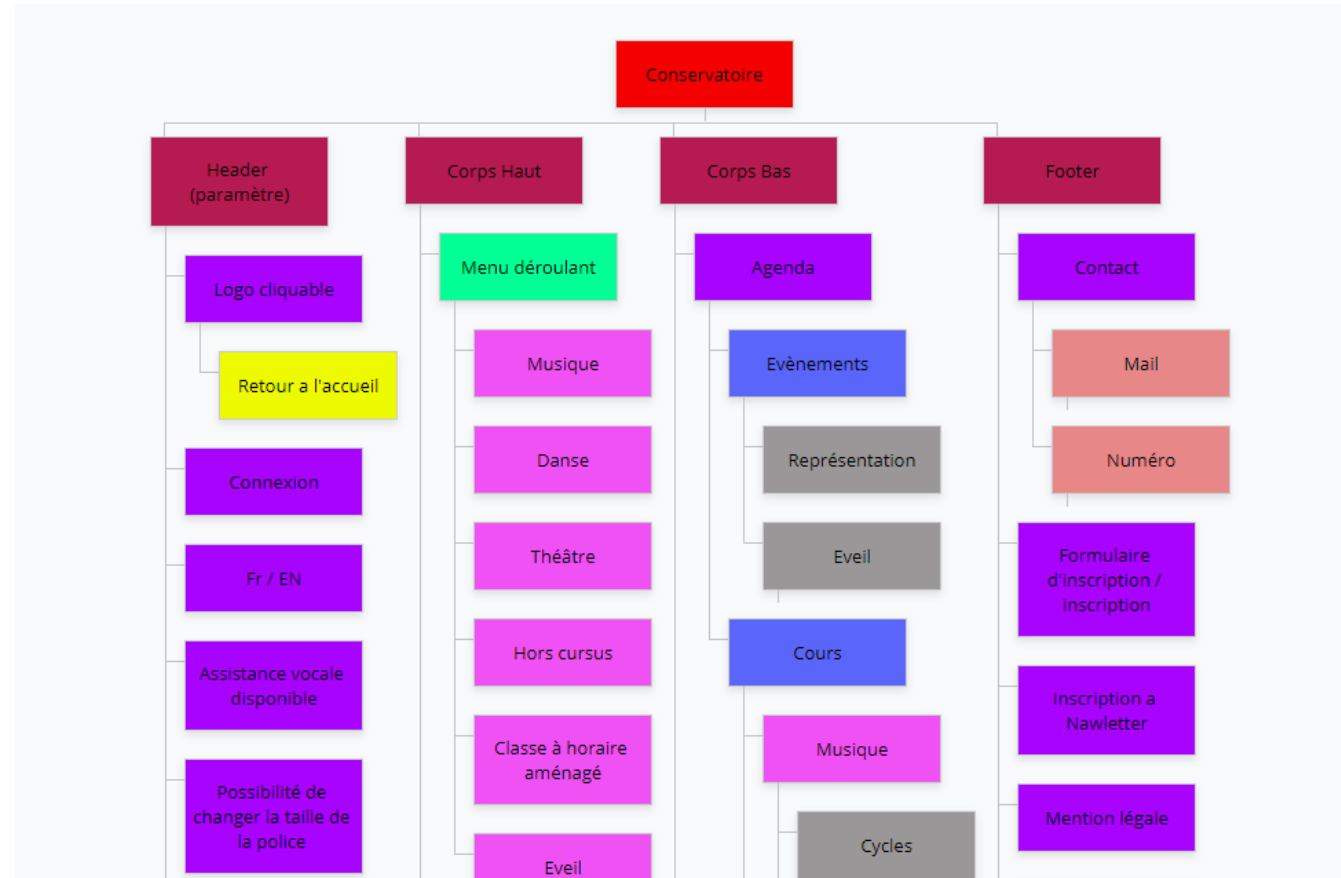 Conservatoire
Header
(paramètre)
Corps Haut
Corps Bas
Footer
Logo cliquable
Retour a l'accueil
Connexion
Fr / EN
Assistance vocale
disponible
Possibilité de
changer la taille de
la police
Menu déroulant
Musique
Danse
Théâtre
Hors cursus
Classe à horaire
aménagé
Eveil
Agenda
Evènements
Représentation
Eveil
Cours
Musique
Cycles
Contact
Mail
Numéro
Formulaire
d'inscription /
inscription
Inscription a
Nawletter
Mention légale